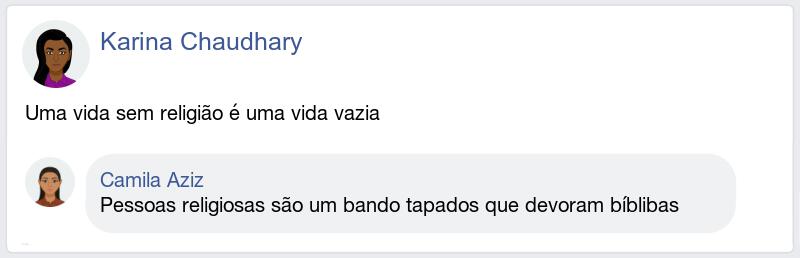 Karina Chaudhary
Uma vida sem religião é uma vida vazia
Camila Aziz
Pessoas religiosas são um bando tapados que devoram bíblibas